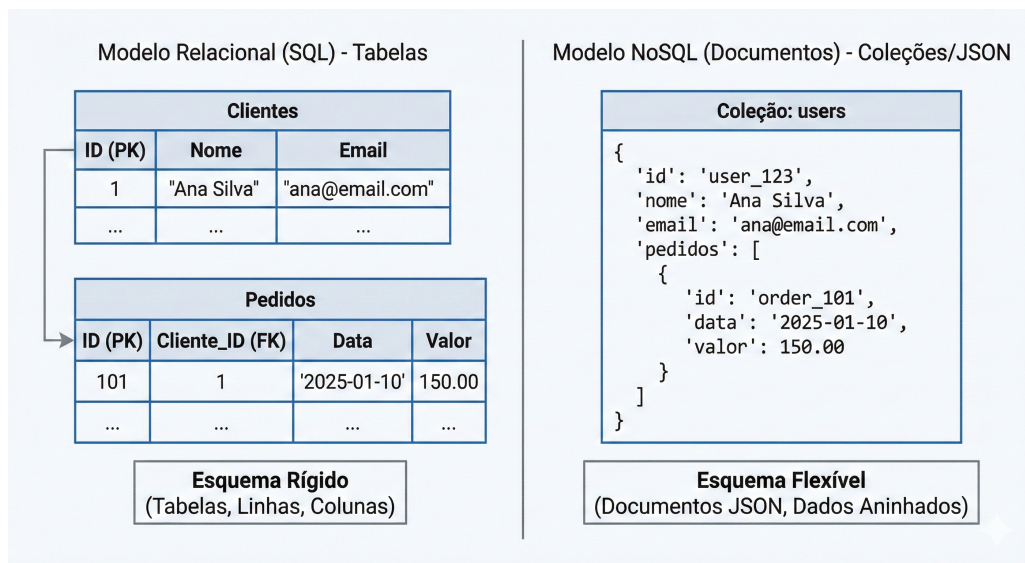 Modelo Relacional (SQL) - Tabelas
Clientes
ID (PK) Nome Email
1 "Ana Silva" "ana@email.com"
... ... ...
Pedidos
ID (PK) Cliente_ID (FK) Data Valor
101 1 '2025-01-10' 150.00
... ... ... ...
Esquema Rígido
(Tabelas, Linhas, Colunas)
Modelo NoSQL (Documentos) - Coleções/JSON
Coleção: users
{
'id': 'user_123',
'nome': 'Ana Silva',
'email': 'ana@email.com',
'pedidos': [
{
'id': 'order_101',
'data': '2025-01-10',
'valor': 150.00
}
]
}
Esquema Flexível
(Documentos JSON, Dados Aninhados)